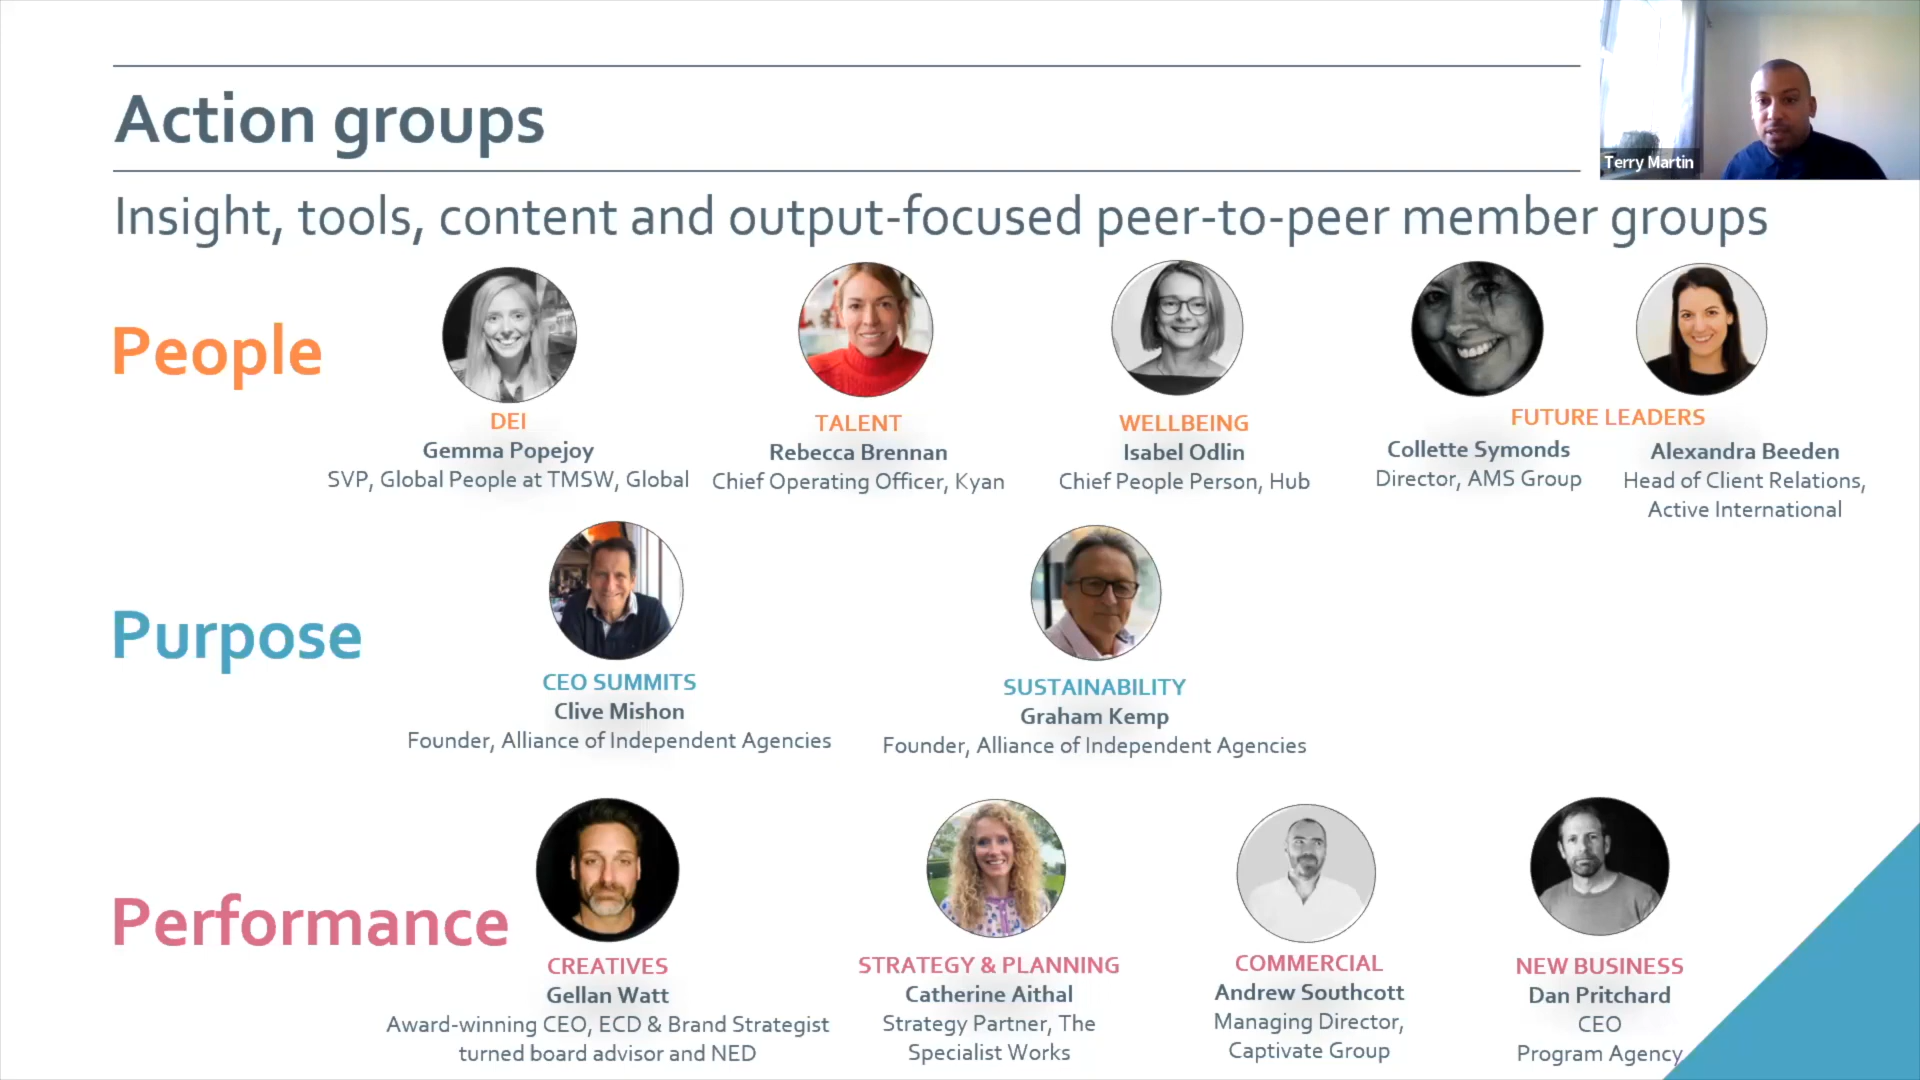 Action groups
Terry Martin
Insight, tools, content and output-focused peer-to-peer member groups
People
DEI
Gemma Popejoy
SVP, Global People at TMSW, Global
TALENT
Rebecca Brennan
Chief Operating Officer, Kyan
WELLBEING
Isabel Odlin
Chief People Person, Hub
FUTURE LEADERS
Collette Symonds
Director, AMS Group
Alexandra Beeden
Head of Client Relations,
Active International
Purpose
CEO SUMMITS
Clive Mishon
Founder, Alliance of Independent Agencies
SUSTAINABILITY
Graham Kemp
Founder, Alliance of Independent Agencies
Performance
CREATIVES
Gellan Watt
Award-winning CEO, ECD & Brand Strategist
turned board advisor and NED
STRATEGY & PLANNING
Catherine Aithal
Strategy Partner, The
Specialist Works
COMMERCIAL
Andrew Southcott
Managing Director,
Captivate Group
NEW BUSINESS
Dan Pritchard
CEO
Program Agency